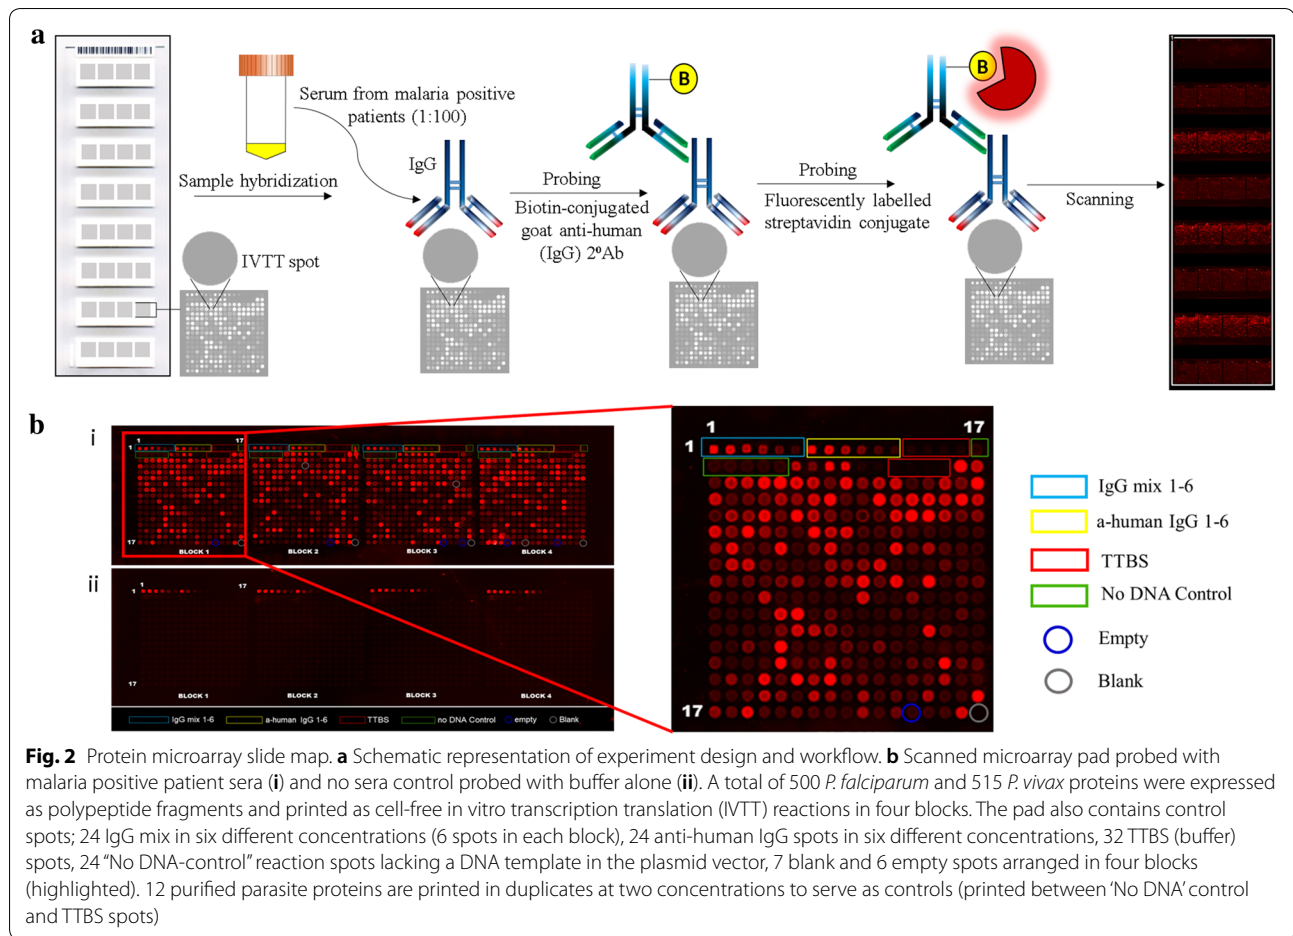 a
Serum from malaria positive
patients (1:100)
IgG
Sample hybridization
IVTT spot
B
Probing
Biotin-conjugated
goat anti-human
(IgG) 2ºAb
B
Probing
Fluorescently labelled
streptavidin conjugate
Scanning
b
i
1 17
1
17
BLOCK 1 BLOCK 2 BLOCK 3 BLOCK 4
ii
1 17
1
17
BLOCK 1 BLOCK 2 BLOCK 3 BLOCK 4
IgG mix 1-6 a-human IgG 1-6 TTBS no DNA Control empty Blank
1 17
1
17
IgG mix 1-6
a-human IgG 1-6
TTBS
No DNA Control
Empty
Blank
Fig. 2 Protein microarray slide map. a Schematic representation of experiment design and workflow. b Scanned microarray pad probed with
malaria positive patient sera (i) and no sera control probed with buffer alone (ii). A total of 500 P. falciparum and 515 P. vivax proteins were expressed
as polypeptide fragments and printed as cell-free in vitro transcription translation (IVTT) reactions in four blocks. The pad also contains control
spots; 24 IgG mix in six different concentrations (6 spots in each block), 24 anti-human IgG spots in six different concentrations, 32 TTBS (buffer)
spots, 24 “No DNA-control” reaction spots lacking a DNA template in the plasmid vector, 7 blank and 6 empty spots arranged in four blocks
(highlighted). 12 purified parasite proteins are printed in duplicates at two concentrations to serve as controls (printed between ‘No DNA’ control
and TTBS spots)